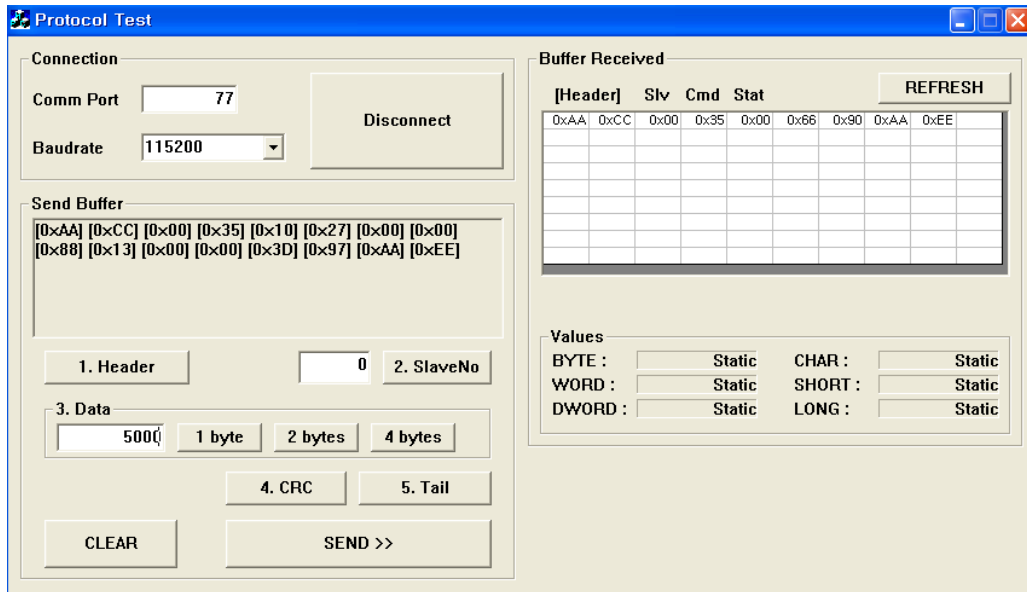 Protocol Test
Connection
Comm Port 77
Baudrate 115200
Disconnect
Send Buffer
[0xAA] [0xCC] [0x00] [0x35] [0x10] [0x27] [0x00] [0x00]
[0x88] [0x13] [0x00] [0x00] [0x3D] [0x97] [0xAA] [0xEE]
1. Header
0
2. SlaveNo
3. Data
5000
1 byte
2 bytes
4 bytes
4. CRC
5. Tail
CLEAR
SEND >>
Buffer Received
REFRESH
[Header] Slv Cmd Stat
0xAA 0xCC 0x00 0x35 0x00 0x66 0x90 0xAA 0xEE
Values
BYTE : Static CHAR : Static
WORD : Static SHORT : Static
DWORD : Static LONG : Static